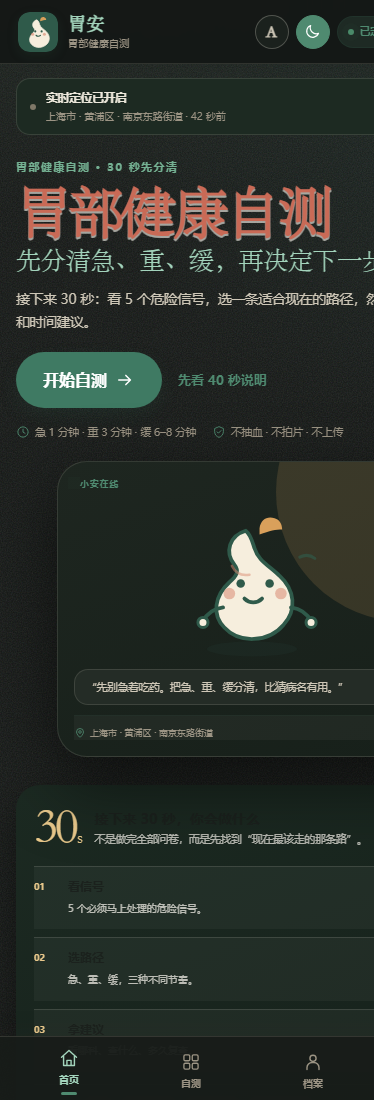 胃安
胃部健康自测
A
已定
实时定位已开启
上海市 · 黄浦区 · 南京东路街道 · 42 秒前
胃部健康自测 • 30 秒先分清
胃部健康自测
先分清急、重、缓，再决定下一步
接下来 30 秒：看 5 个危险信号，选一条适合现在的路径，然
和时间建议。
开始自测 →
先看 40 秒说明
急 1 分钟 · 重 3 分钟 · 缓 6–8 分钟
不抽血 · 不拍片 · 不上传
小安在线
“先别急着吃药。把急、重、缓分清，比猜病名有用。”
上海市 · 黄浦区 · 南京东路街道
30s
接下来 30 秒，
不是做完全部问卷，而是先找到“现在最该走的那条路”。
01
看信号
5 个必须马上处理的危险信号。
02
选路径
急、重、缓，三种不同节奏。
03
拿建议
首页
自测
档案